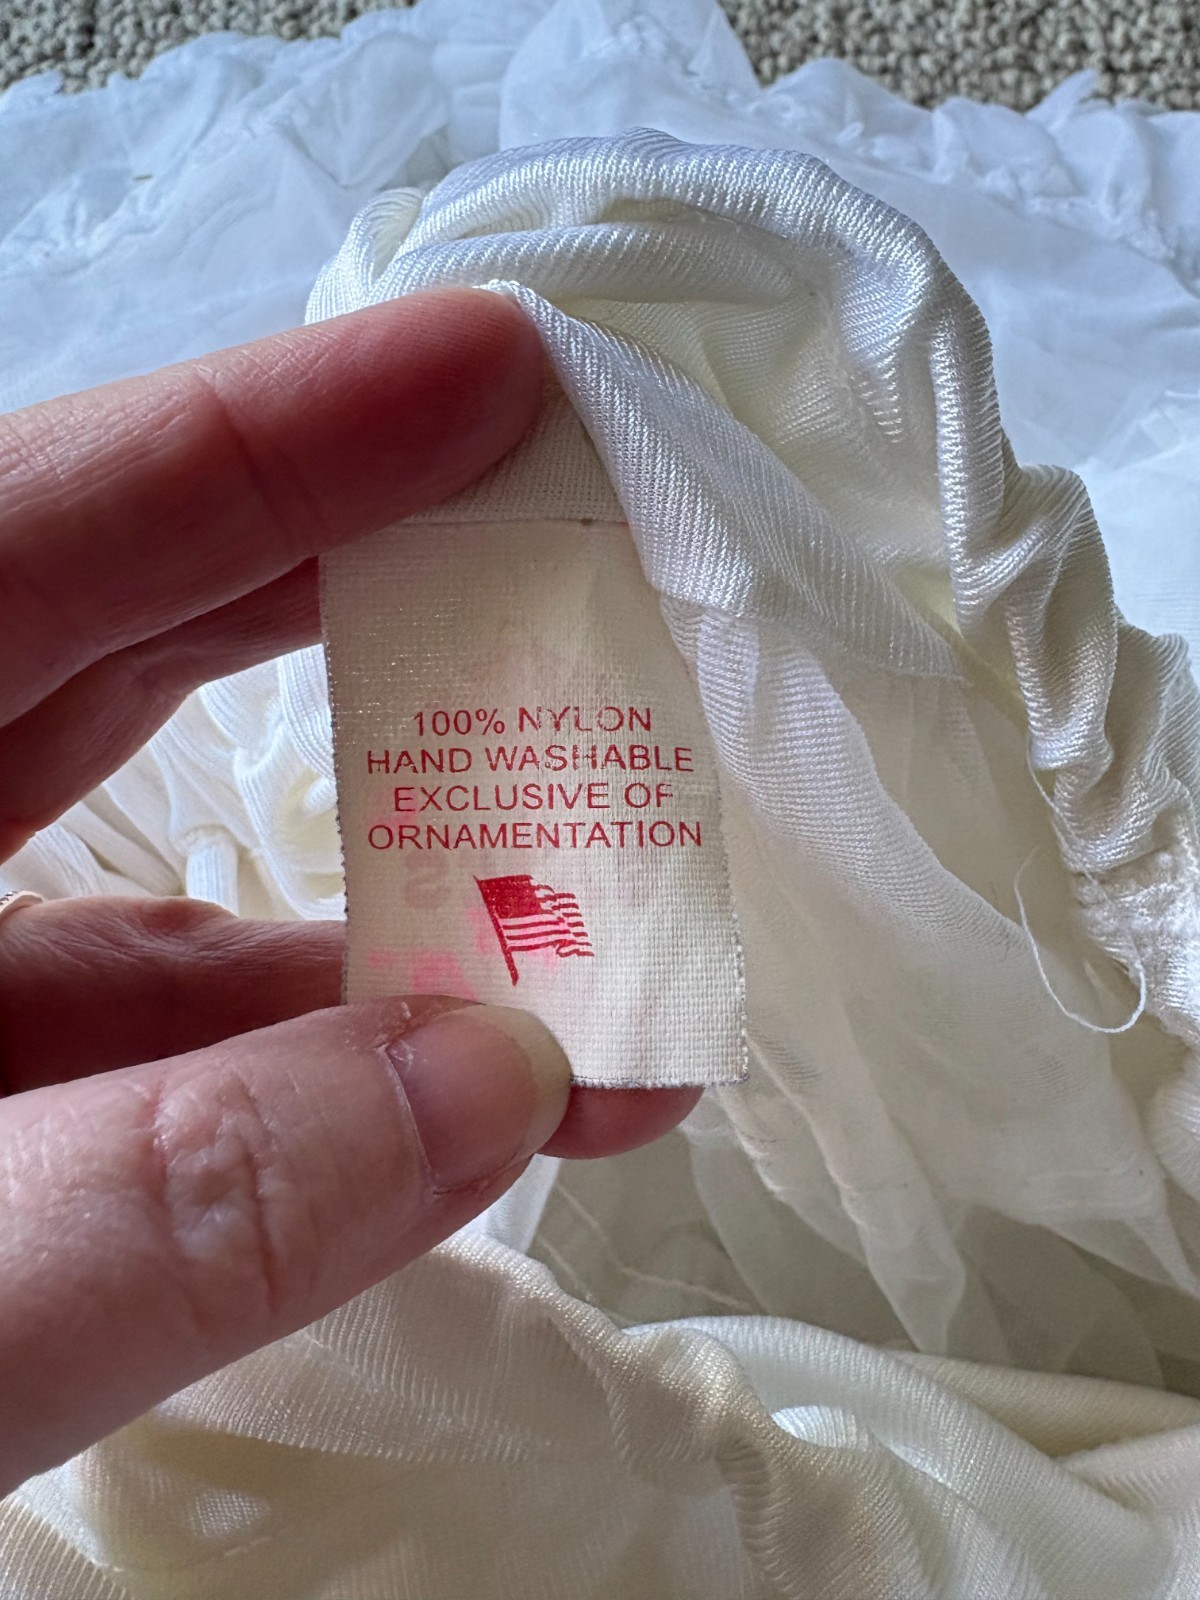 100% NYLON
HAND WASHABLE
EXCLUSIVE OF
ORNAMENTATION